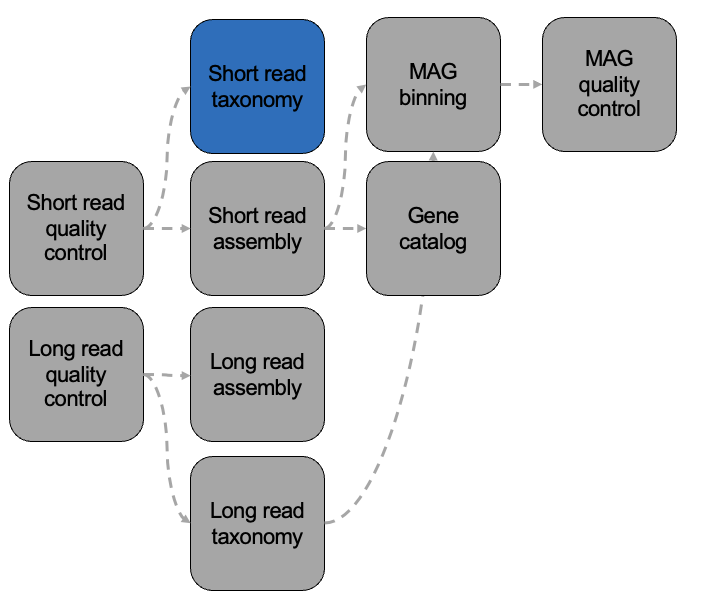 Short read
taxonomy
MAG
binning
MAG
quality
control
Short read
quality
control
Short read
assembly
Gene
catalog
Long read
quality
control
Long read
assembly
Long read
taxonomy